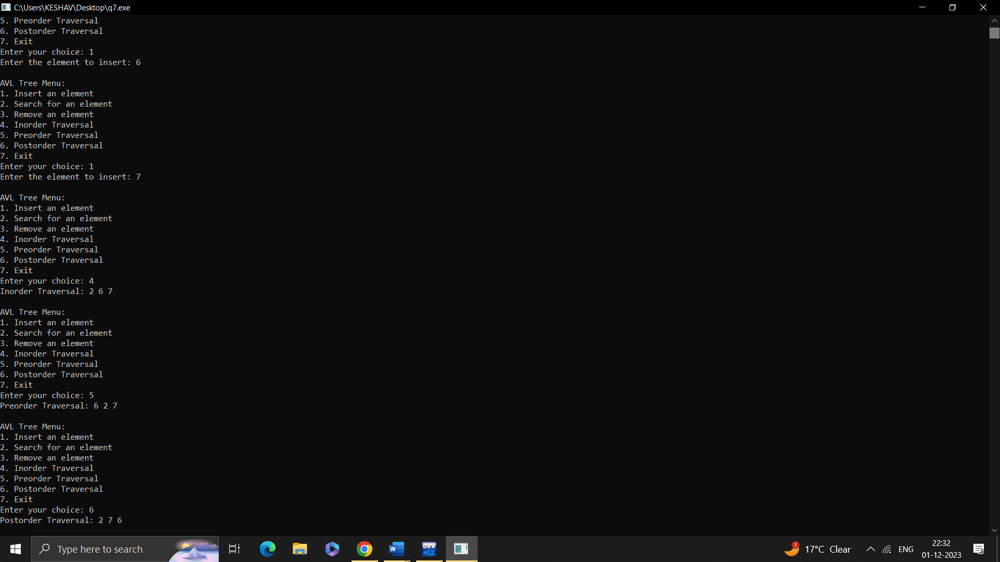 C:\Users\KESHAV\Desktop\q7.exe
5. Preorder Traversal
6. Postorder Traversal
7. Exit
Enter your choice: 1
Enter the element to insert: 6

AVL Tree Menu:
1. Insert an element
2. Search for an element
3. Remove an element
4. Inorder Traversal
5. Preorder Traversal
6. Postorder Traversal
7. Exit
Enter your choice: 1
Enter the element to insert: 7

AVL Tree Menu:
1. Insert an element
2. Search for an element
3. Remove an element
4. Inorder Traversal
5. Preorder Traversal
6. Postorder Traversal
7. Exit
Enter your choice: 4
Inorder Traversal: 2 6 7

AVL Tree Menu:
1. Insert an element
2. Search for an element
3. Remove an element
4. Inorder Traversal
5. Preorder Traversal
6. Postorder Traversal
7. Exit
Enter your choice: 5
Preorder Traversal: 6 2 7

AVL Tree Menu:
1. Insert an element
2. Search for an element
3. Remove an element
4. Inorder Traversal
5. Preorder Traversal
6. Postorder Traversal
7. Exit
Enter your choice: 6
Postorder Traversal: 2 7 6
Type here to search
W
DEV
C++
1
17°C Clear
ENG
22:32
01-12-2023